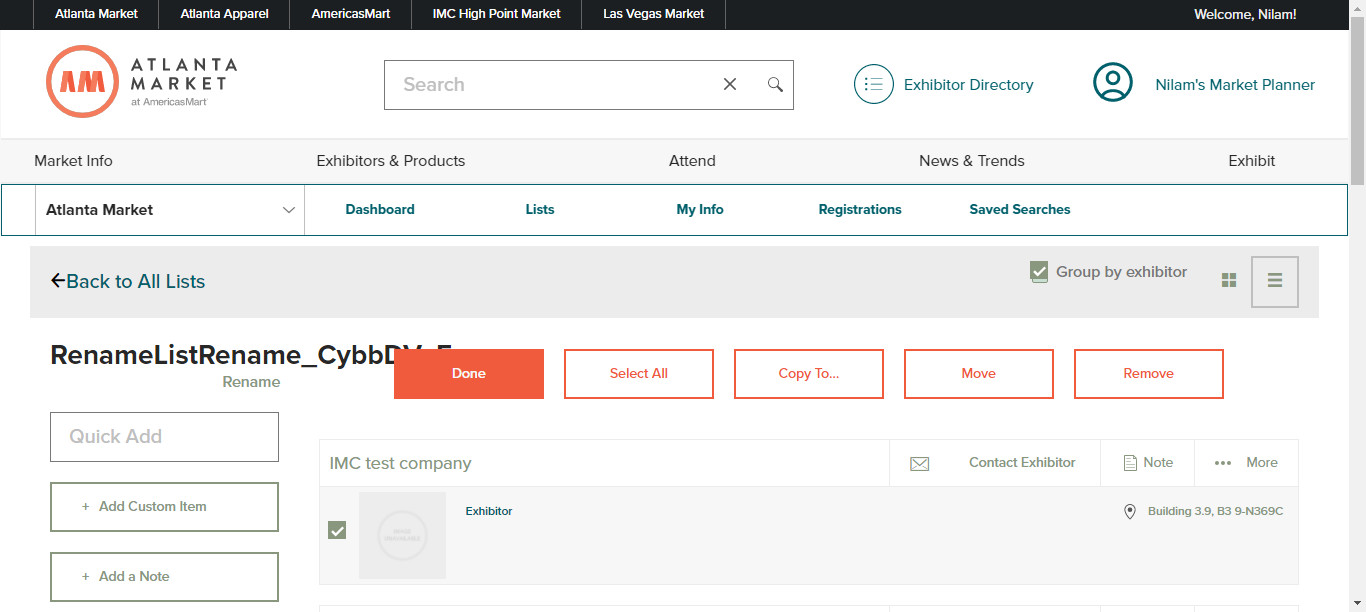 Atlanta Market Atlanta Apparel AmericasMart IMC High Point Market Las Vegas Market Welcome, Nilam!
ATLANTA
MARKET
at AmericasMart
AM
Search
Exhibitor Directory
Nilam's Market Planner
Market Info Exhibitors & Products Attend News & Trends Exhibit
Atlanta Market Dashboard Lists My Info Registrations Saved Searches
Back to All Lists
Group by exhibitor
Rename
Done Select All Copy To... Move Remove
Quick Add
+ Add Custom Item
+ Add a Note
IMC test company Contact Exhibitor Note ••• More
Exhibitor Building 3.9, B3 9-N369C